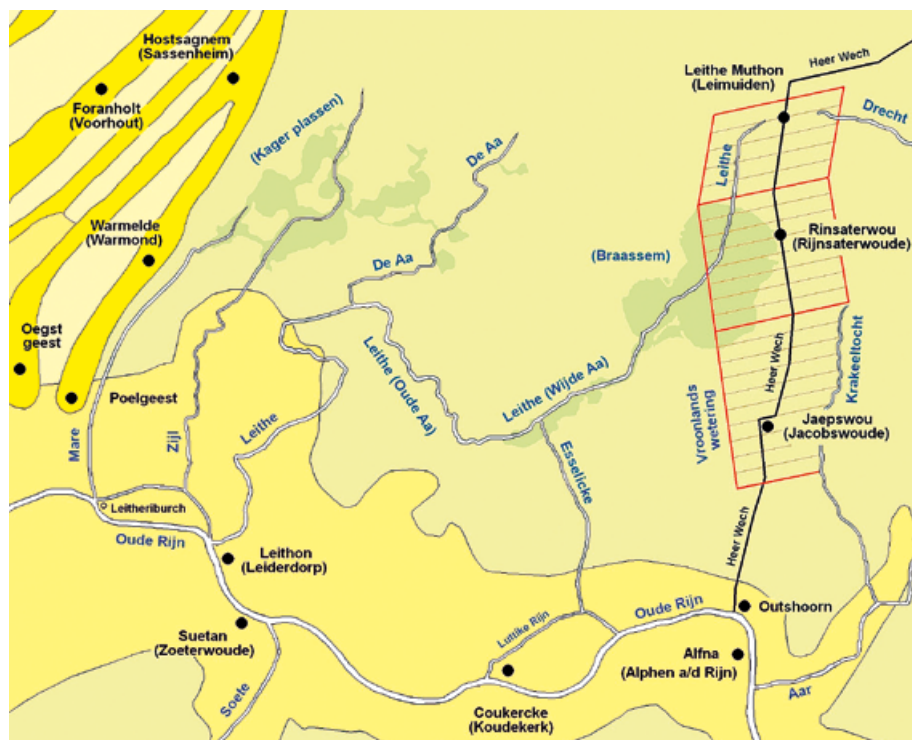 Hostsagnem
(Sassenheim)
Heer Wech
Leithe Muthon
(Leimuiden)
Foranholt
(Voorhout)
(Kager plassen)
De Aa
Leithe
Drecht
Warmelde
(Warmond)
De Aa
(Braassem)
Rinsaterwou
(Rijnsaterwoude)
Oegst
geest
Leithe (Oude Aa)
Leithe (Wijde Aa)
Heer Wech
Krakeeltocht
Poelgeest
Mare
Zijl
Leithe
Esselicke
Vroonlands
wetering
Jaepswou
(Jacobswoude)
Leitheriburch
Oude Rijn
Heer Wech
Leithon
(Leiderdorp)
Suetan
(Zoeterwoude)
Luttike Rijn
Oude Rijn
Outshoorn
Soete
Coukercke
(Koudekerk)
Alfna
(Alphen a/d Rijn)
Aar